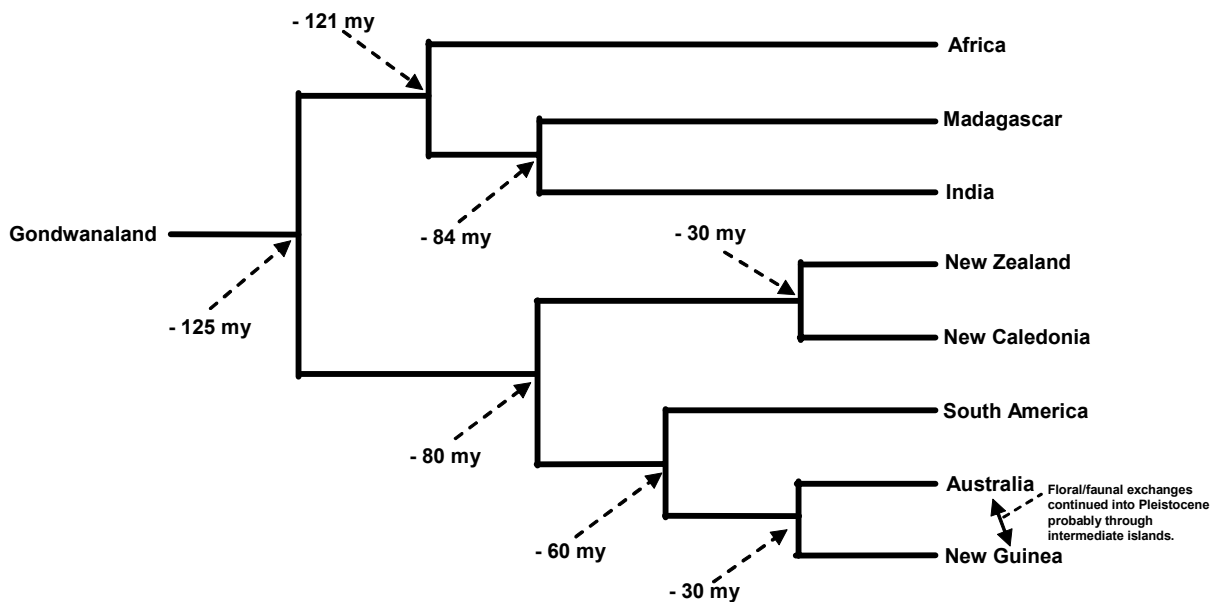 - 121 my
Africa
Madagascar
India
- 84 my
Gondwanaland
- 30 my
New Zealand
- 125 my
New Caledonia
South America
- 80 my
Australia
Floral/faunal exchanges
continued into Pleistocene
probably through
intermediate islands.
- 60 my
New Guinea
- 30 my